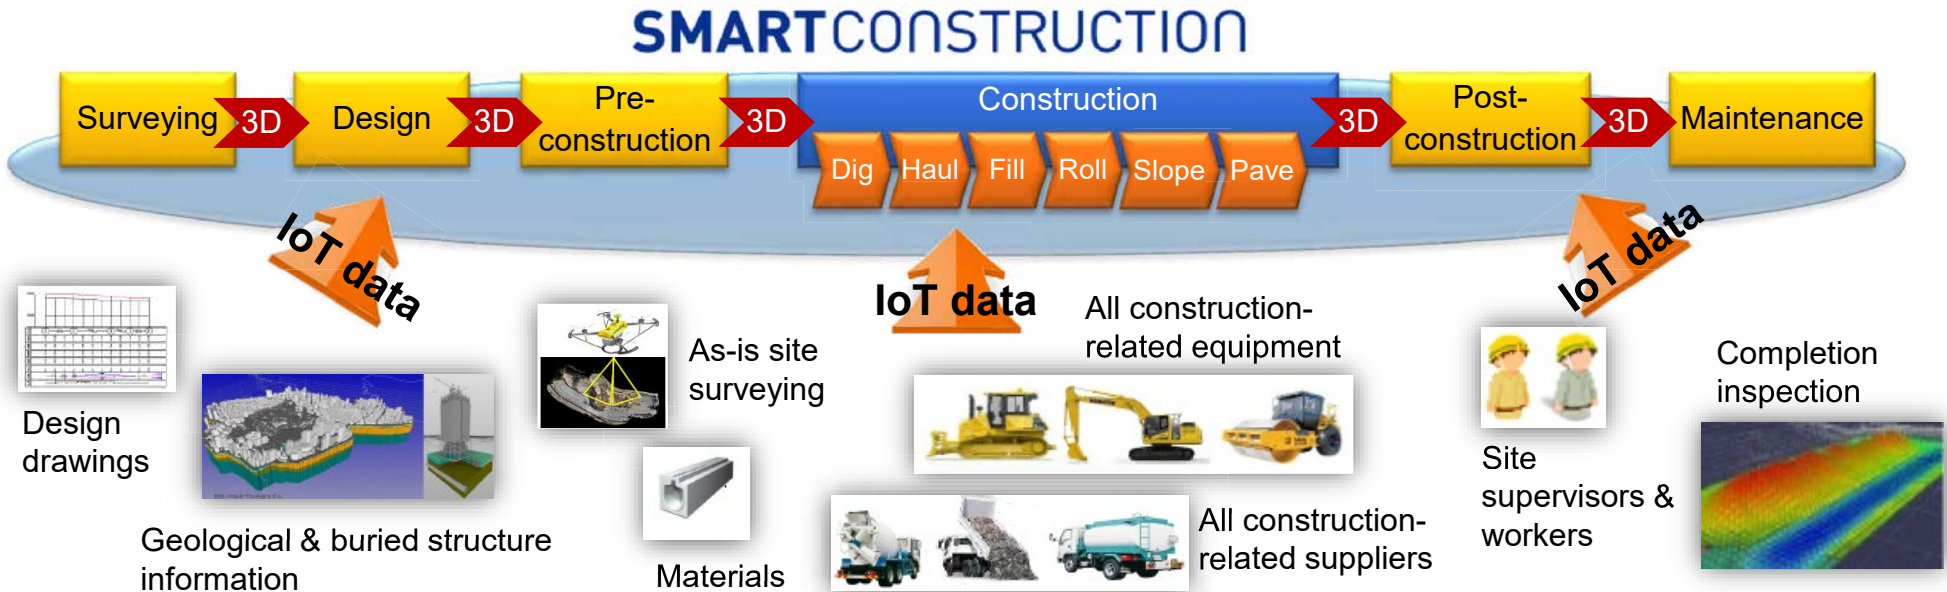 SMARTCONSTRUCTION
Surveying
3D
Design
3D
Pre-
construction
3D
Construction
Dig
Haul
Fill
Roll
Slope
Pave
3D
Post-
construction
3D
Maintenance
IoT data
IoT data
IoT data
Design
drawings
Geological & buried structure
information
As-is site
surveying
Materials
All construction-
related equipment
All construction-
related suppliers
Site
supervisors &
workers
Completion
inspection